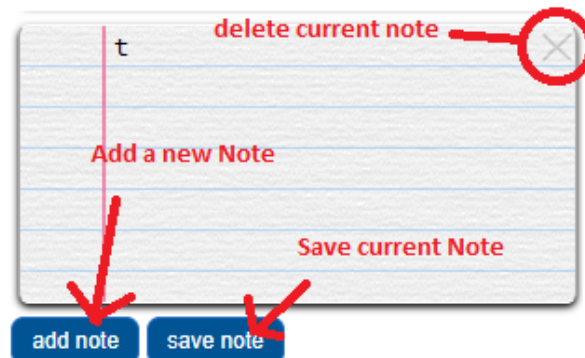 delete current note
t
Add a new Note
Save current Note
add note save note